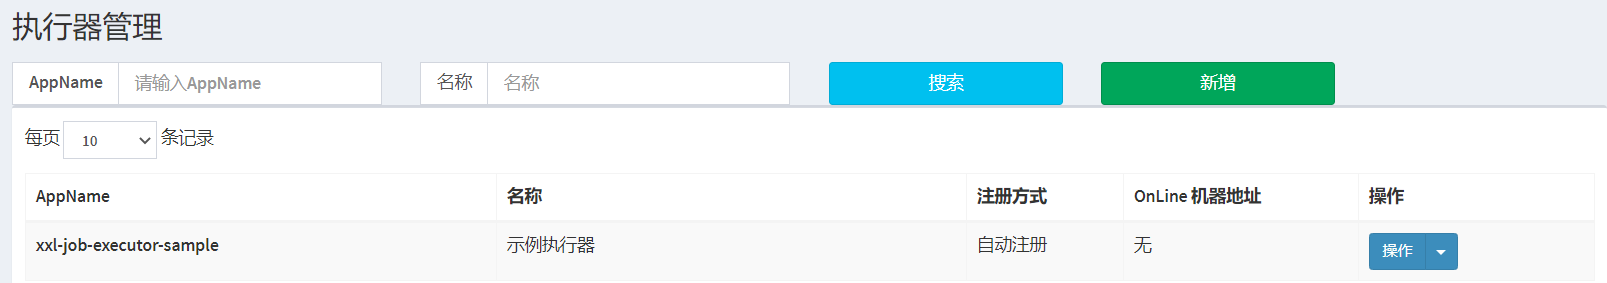 执行器管理
AppName 请输入AppName 名称 名称 搜索 新增
每页 10 条记录
AppName 名称 注册方式 OnLine 机器地址 操作
xxl-job-executor-sample 示例执行器 自动注册 无 操作